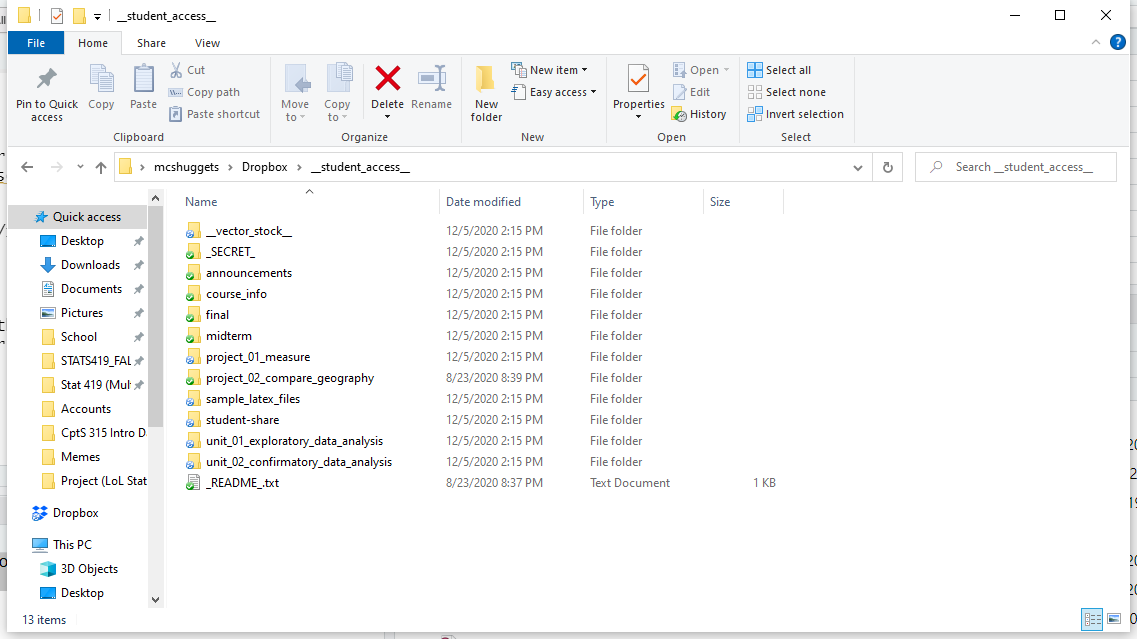 __student_access__
File Home Share View
Pin to Quick access
Copy
Paste
Cut
Copy path
Paste shortcut
Clipboard
Move to
Copy to
Delete
Rename
Organize
New folder
New item
Easy access
New
Properties
Open
Edit
History
Open
Select all
Select none
Invert selection
Select
mcshuggets > Dropbox > __student_access__
Search __student_access__
Quick access
Desktop
Downloads
Documents
Pictures
School
STATS419_FAL
Stat 419 (Mul
Accounts
CptS 315 Intro D
Memes
Project (LoL Stat
Dropbox
This PC
3D Objects
Desktop
Name Date modified Type Size
__vector_stock__ 12/5/2020 2:15 PM File folder
_SECRET_ 12/5/2020 2:15 PM File folder
announcements 12/5/2020 2:15 PM File folder
course_info 12/5/2020 2:15 PM File folder
final 12/5/2020 2:15 PM File folder
midterm 12/5/2020 2:15 PM File folder
project_01_measure 12/5/2020 2:15 PM File folder
project_02_compare_geography 8/23/2020 8:39 PM File folder
sample_latex_files 12/5/2020 2:15 PM File folder
student-share 12/5/2020 2:15 PM File folder
unit_01_exploratory_data_analysis 12/5/2020 2:15 PM File folder
unit_02_confirmatory_data_analysis 12/5/2020 2:15 PM File folder
_README_.txt 8/23/2020 8:37 PM Text Document 1 KB
13 items